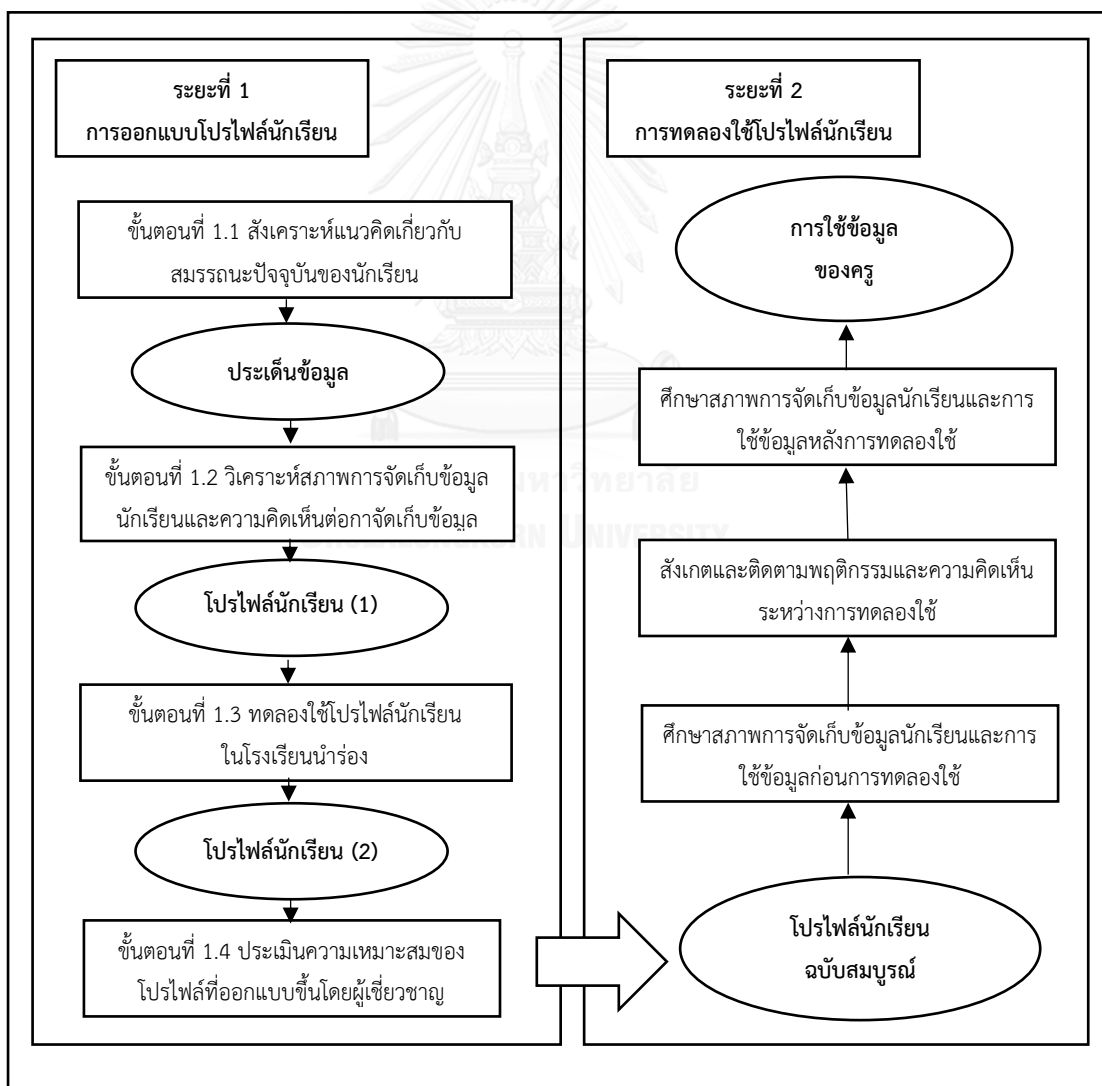 ระยะที่ 1
การออกแบบโปรไฟล์นักเรียน
ขั้นตอนที่ 1.1 สังเคราะห์แนวคิดเกี่ยวกับ
สมรรถนะปัจจุบันของนักเรียน
ประเด็นข้อมูล
ขั้นตอนที่ 1.2 วิเคราะห์สภาพการจัดเก็บข้อมูล
นักเรียนและความคิดเห็นต่อกาจัดเก็บข้อมูล
โปรไฟล์นักเรียน (1)
ขั้นตอนที่ 1.3 ทดลองใช้โปรไฟล์นักเรียน
ในโรงเรียนนำร่อง
โปรไฟล์นักเรียน (2)
ขั้นตอนที่ 1.4 ประเมินความเหมาะสมของ
โปรไฟล์ที่ออกแบบขึ้นโดยผู้เชี่ยวชาญ
ระยะที่ 2
การทดลองใช้โปรไฟล์นักเรียน
การใช้ข้อมูล
ของครู
ศึกษาสภาพการจัดเก็บข้อมูลนักเรียนและการ
ใช้ข้อมูลหลังการทดลองใช้
สังเกตและติดตามพฤติกรรมและความคิดเห็น
ระหว่างการทดลองใช้
ศึกษาสภาพการจัดเก็บข้อมูลนักเรียนและการ
ใช้ข้อมูลก่อนการทดลองใช้
โปรไฟล์นักเรียน
ฉบับสมบูรณ์
UNIVERSITY